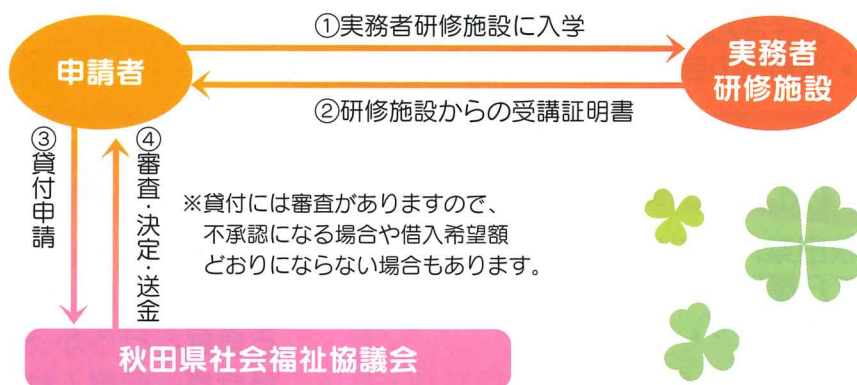 ①実務者研修施設に入学
申請者
実務者
研修施設
②研修施設からの受講証明書
③貸付申請
④審査・決定・送金
※貸付には審査がありますので、
不承認になる場合や借入希望額
どおりにならない場合もあります。
秋田県社会福祉協議会